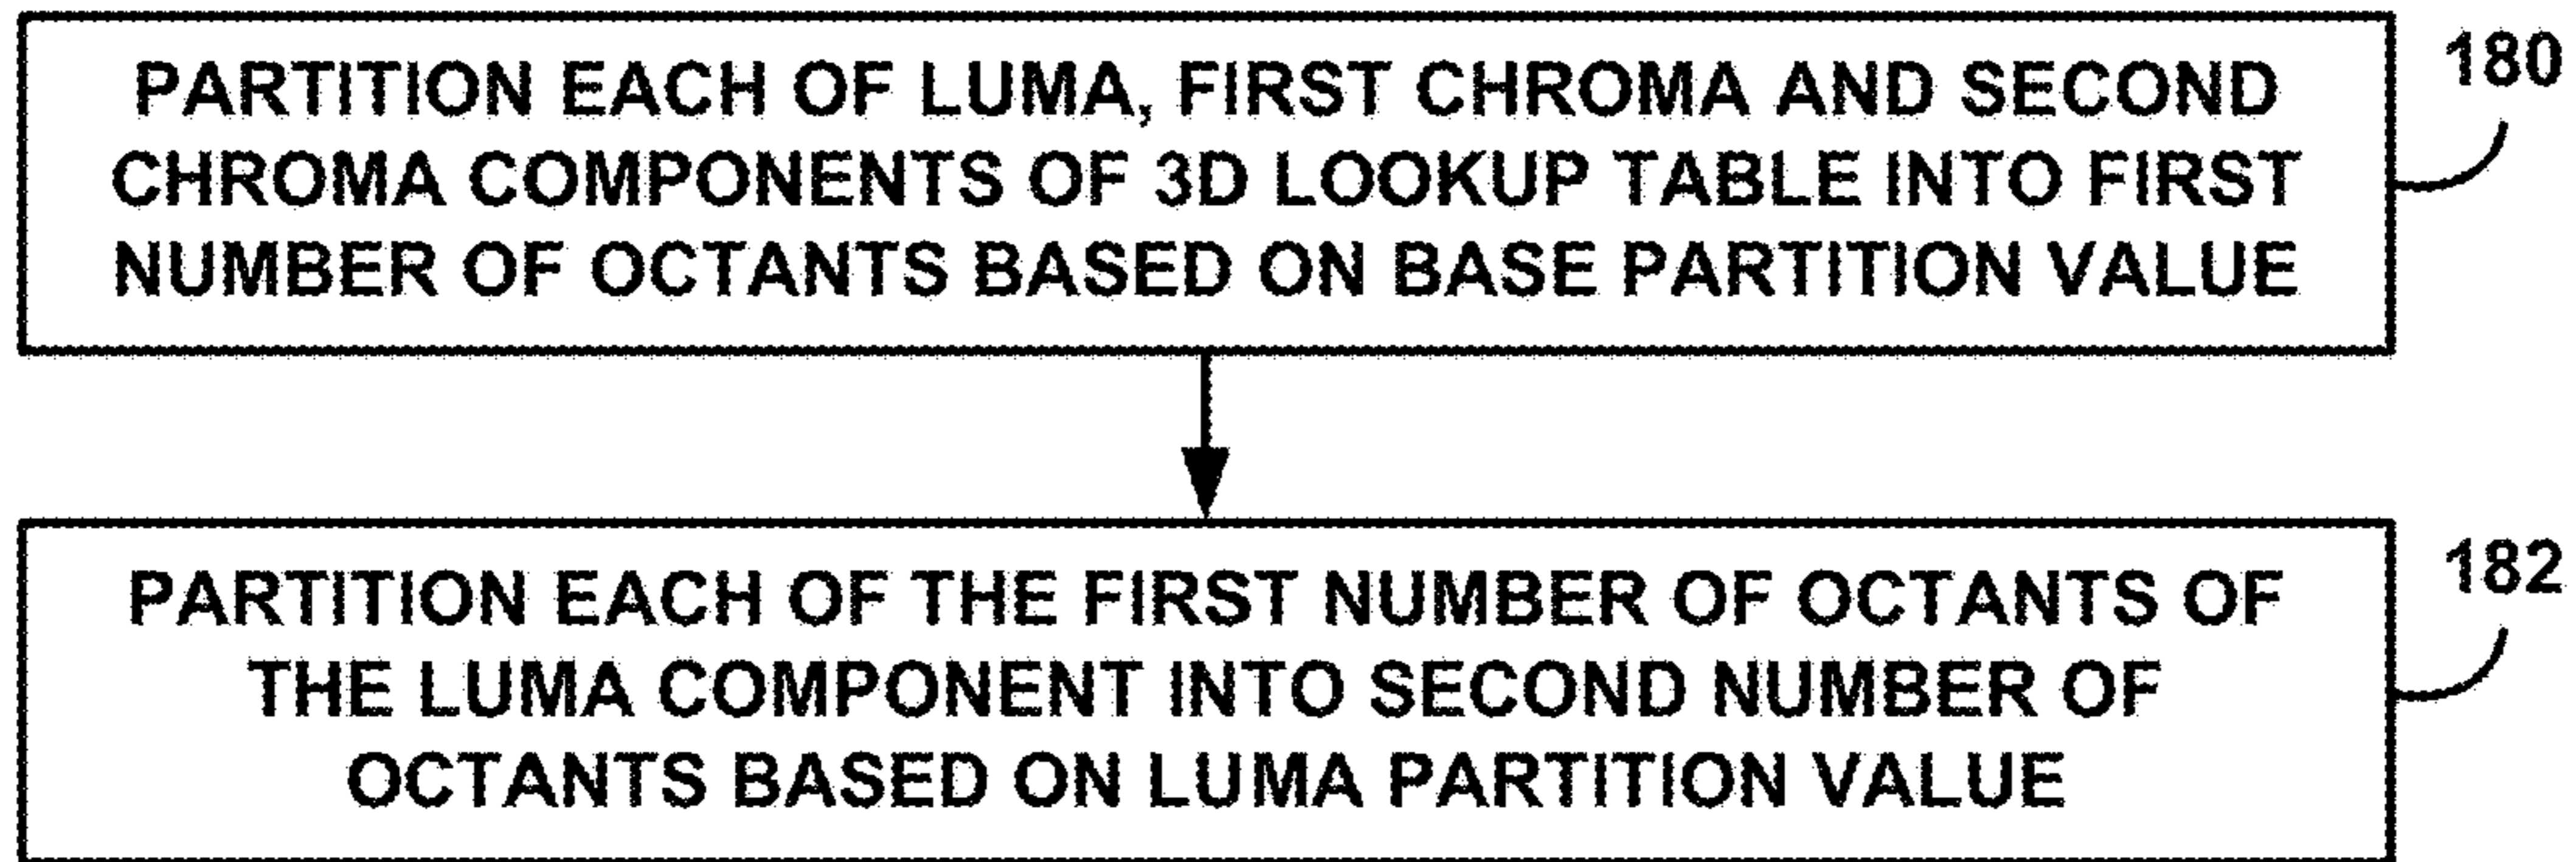 PARTITION EACH OF LUMA, FIRST CHROMA AND SECOND
CHROMA COMPONENTS OF 3D LOOKUP TABLE INTO FIRST
NUMBER OF OCTANTS BASED ON BASE PARTITION VALUE
180
PARTITION EACH OF THE FIRST NUMBER OF OCTANTS OF
THE LUMA COMPONENT INTO SECOND NUMBER OF
OCTANTS BASED ON LUMA PARTITION VALUE
182